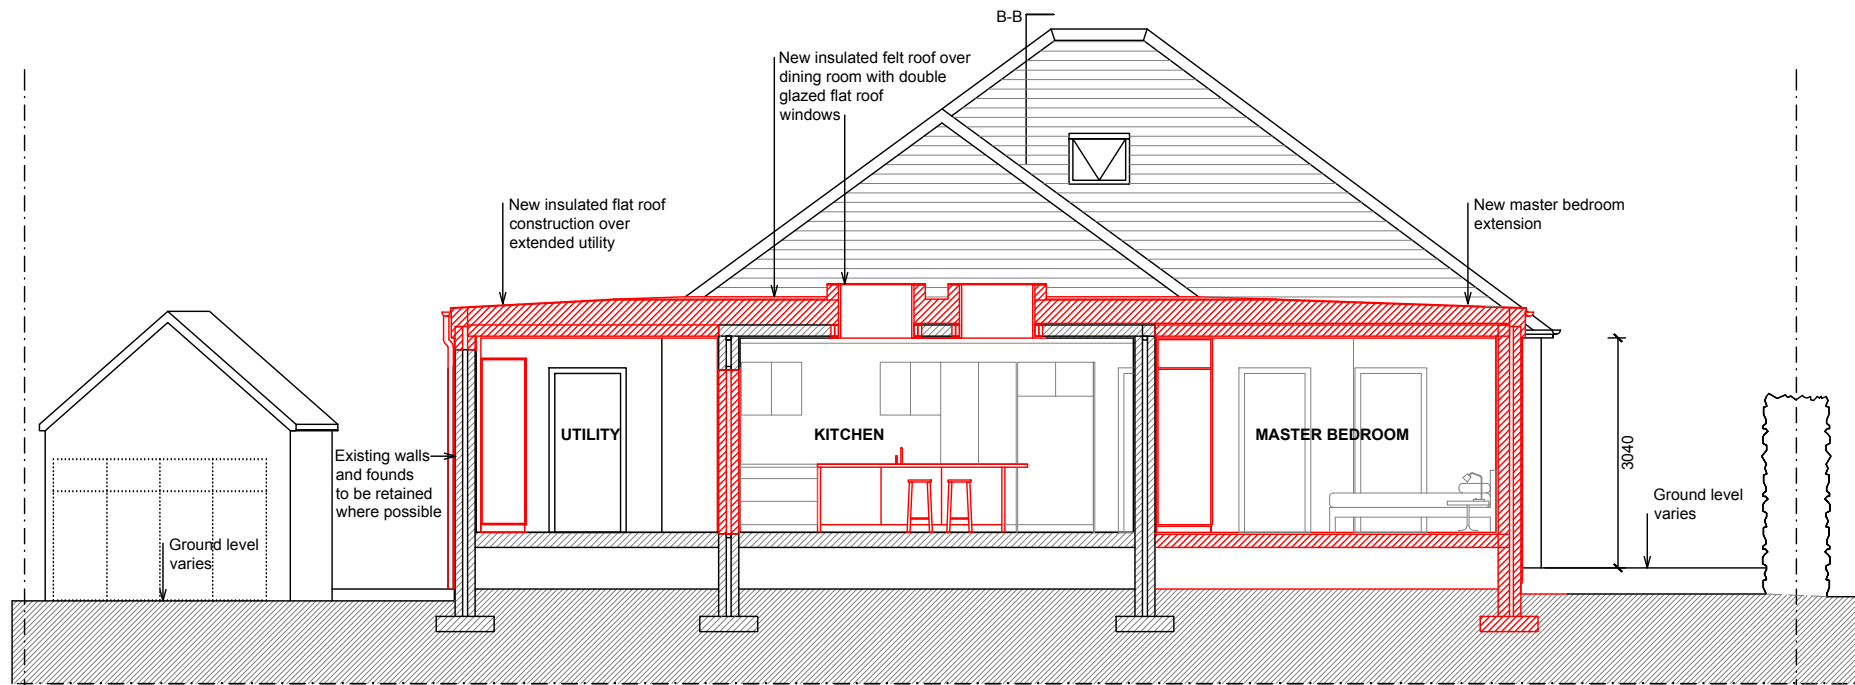 B-B
New insulated felt roof over
dining room with double
glazed flat roof
windows
New insulated flat roof
construction over
extended utility
New master bedroom
extension
UTILITY
KITCHEN
MASTER BEDROOM
3040
Existing walls
and founds
to be retained
where possible
Ground level
varies
Ground level
varies